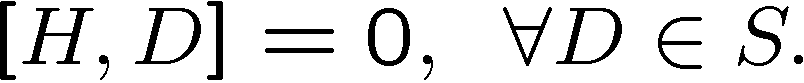 [H, D] = 0, ∀D ∈ S.